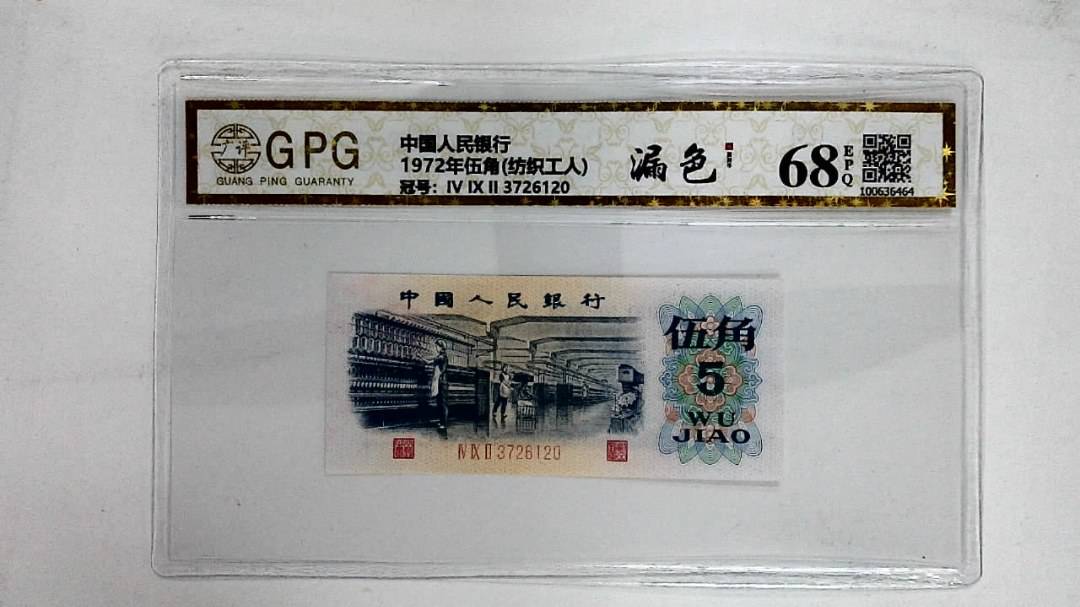 GPG
GUANG PING GUARANTY
中国人民银行
1972年伍角(纺织工人)
冠号: IV IX II 3726120
漏色
68
EPQ
100636464
中國人民銀行
伍角
5
WU
JIAO
IV IX II 3726120